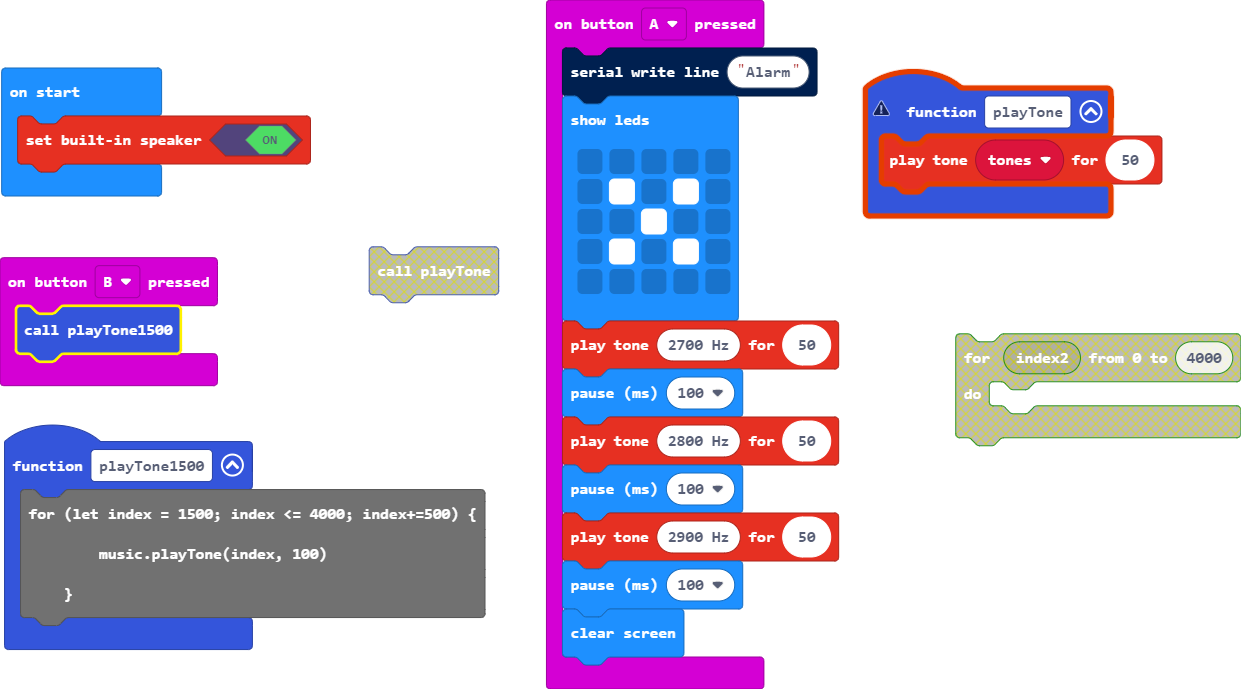 on start
set built-in speaker ON
on button B pressed
call playTone1500
function playTone1500
for (let index = 1500; index <= 4000; index+=500) {
music.playTone(index, 100)
}
call playTone
on button A pressed
serial write line "Alarm"
show leds
play tone 2700 Hz for 50
pause (ms) 100
play tone 2800 Hz for 50
pause (ms) 100
play tone 2900 Hz for 50
pause (ms) 100
clear screen
function playTone
play tone tones for 50
for index2 from 0 to 4000
do